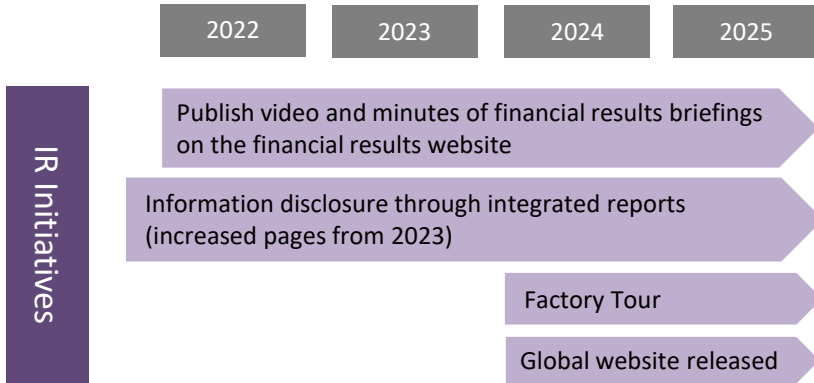 2022 2023 2024 2025
IR Initiatives
Publish video and minutes of financial results briefings
on the financial results website
Information disclosure through integrated reports
(increased pages from 2023)
Factory Tour
Global website released